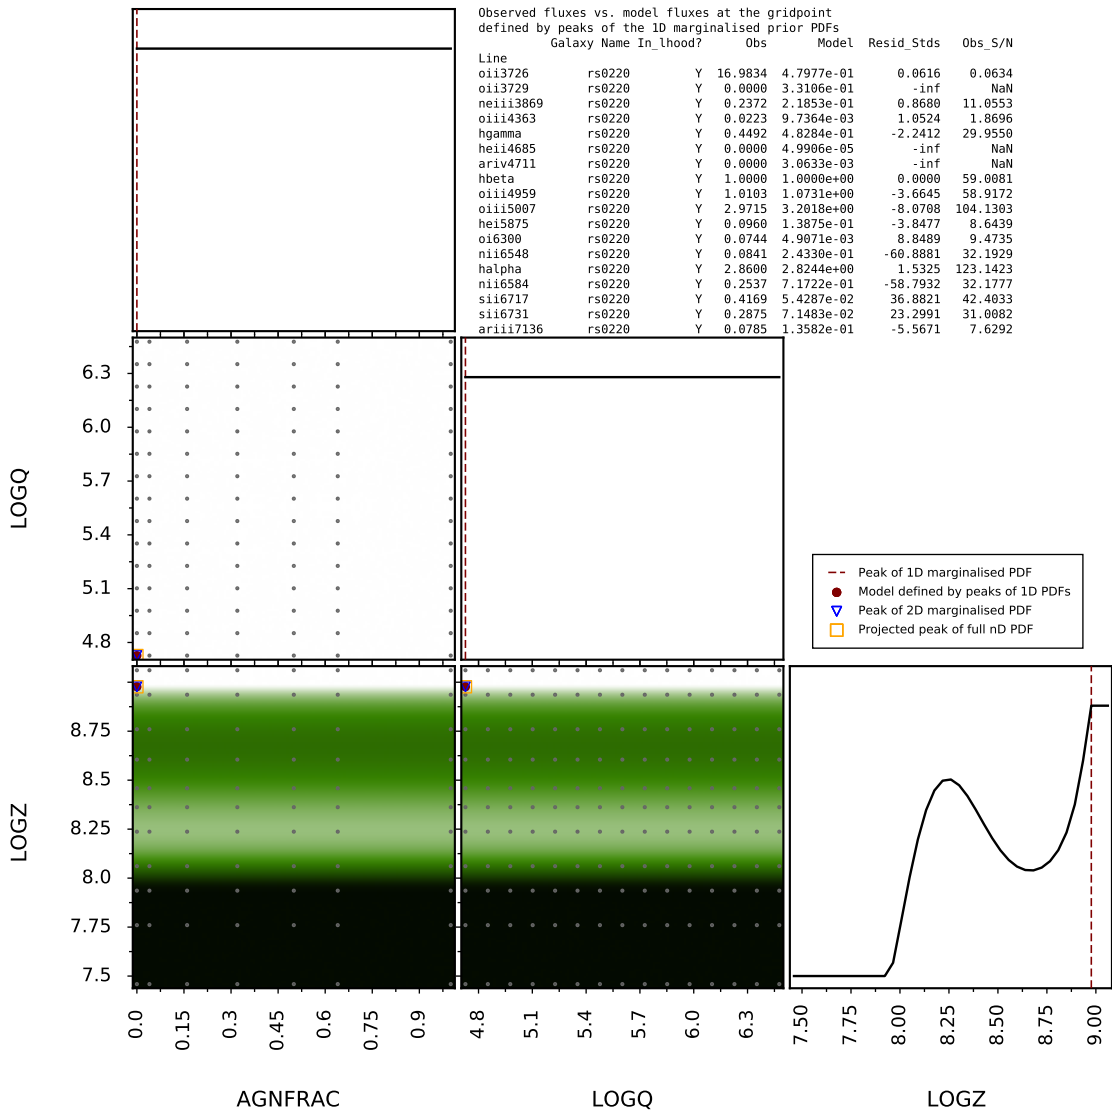 Observed fluxes vs. model fluxes at the gridpoint
defined by peaks of the 1D marginalised prior PDFs
Galaxy Name In_lhood? Obs Model Resid_Stds Obs_S/N
Line
oii3726 rs0220 Y 16.9834 4.7977e-01 0.0616 0.0634
oii3729 rs0220 Y 0.0000 3.3106e-01 -inf NaN
neiii3869 rs0220 Y 0.2372 2.1853e-01 0.8680 11.0553
oiii4363 rs0220 Y 0.0223 9.7364e-03 1.0524 1.8696
hgamma rs0220 Y 0.4492 4.8284e-01 -2.2412 29.9550
heii4685 rs0220 Y 0.0000 4.9906e-05 -inf NaN
ariv4711 rs0220 Y 0.0000 3.0633e-03 -inf NaN
hbeta rs0220 Y 1.0000 1.0000e+00 0.0000 59.0081
oiii4959 rs0220 Y 1.0103 1.0731e+00 -3.6645 58.9172
oiii5007 rs0220 Y 2.9715 3.2018e+00 -8.0708 104.1303
hei5875 rs0220 Y 0.0960 1.3875e-01 -3.8477 8.6439
oi6300 rs0220 Y 0.0744 4.9071e-03 8.8489 9.4735
nii6548 rs0220 Y 0.0841 2.4330e-01 -60.8881 32.1929
halpha rs0220 Y 2.8600 2.8244e+00 1.5325 123.1423
nii6584 rs0220 Y 0.2537 7.1722e-01 -58.7932 32.1777
sii6717 rs0220 Y 0.4169 5.4287e-02 36.8821 42.4033
sii6731 rs0220 Y 0.2875 7.1483e-02 23.2991 31.0082
ariii7136 rs0220 Y 0.0785 1.3582e-01 -5.5671 7.6292
LOGQ
6.3
6.0
5.7
5.4
5.1
4.8
Peak of 1D marginalised PDF
Model defined by peaks of 1D PDFs
Peak of 2D marginalised PDF
Projected peak of full nD PDF
LOGZ
8.75
8.5
8.25
8.0
7.75
7.5
0.0 0.15 0.3 0.45 0.6 0.75 0.9
4.8 5.1 5.4 5.7 6.0 6.3
7.50 7.75 8.00 8.25 8.50 8.75 9.00
AGNFRAC
LOGQ
LOGZ